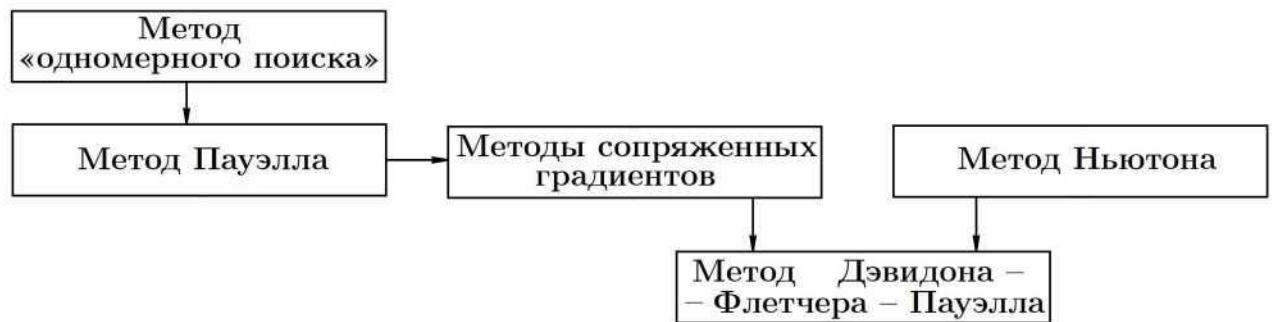 Метод
«одномерного поиска»
Метод Пауэлла
Методы сопряженных
градиентов
Метод Ньютона
Метод Дэвидона –
– Флетчера – Пауэлла